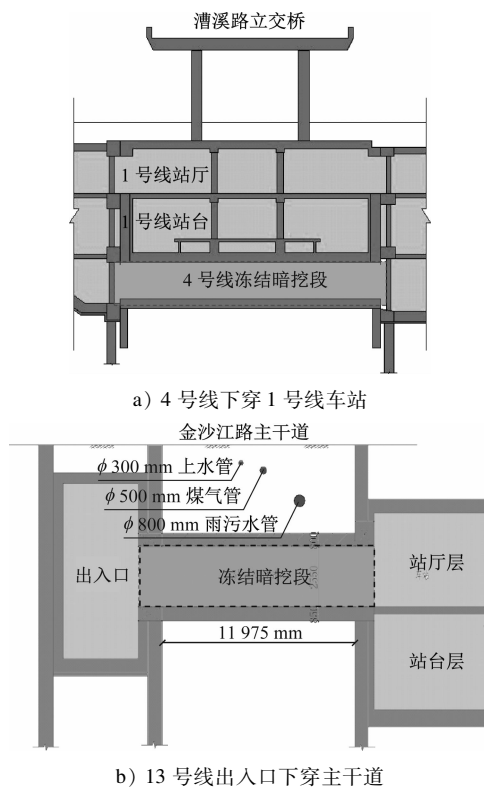 漕溪路立交桥
1 号线站厅
1 号线站台
4 号线冻结暗挖段
a) 4 号线下穿 1 号线车站
金沙江路主干道
ϕ 300 mm 上水管
ϕ 500 mm 煤气管
ϕ 800 mm 雨污水管
出入口
冻结暗挖段
站厅层
11 975 mm
站台层
b) 13 号线出入口下穿主干道